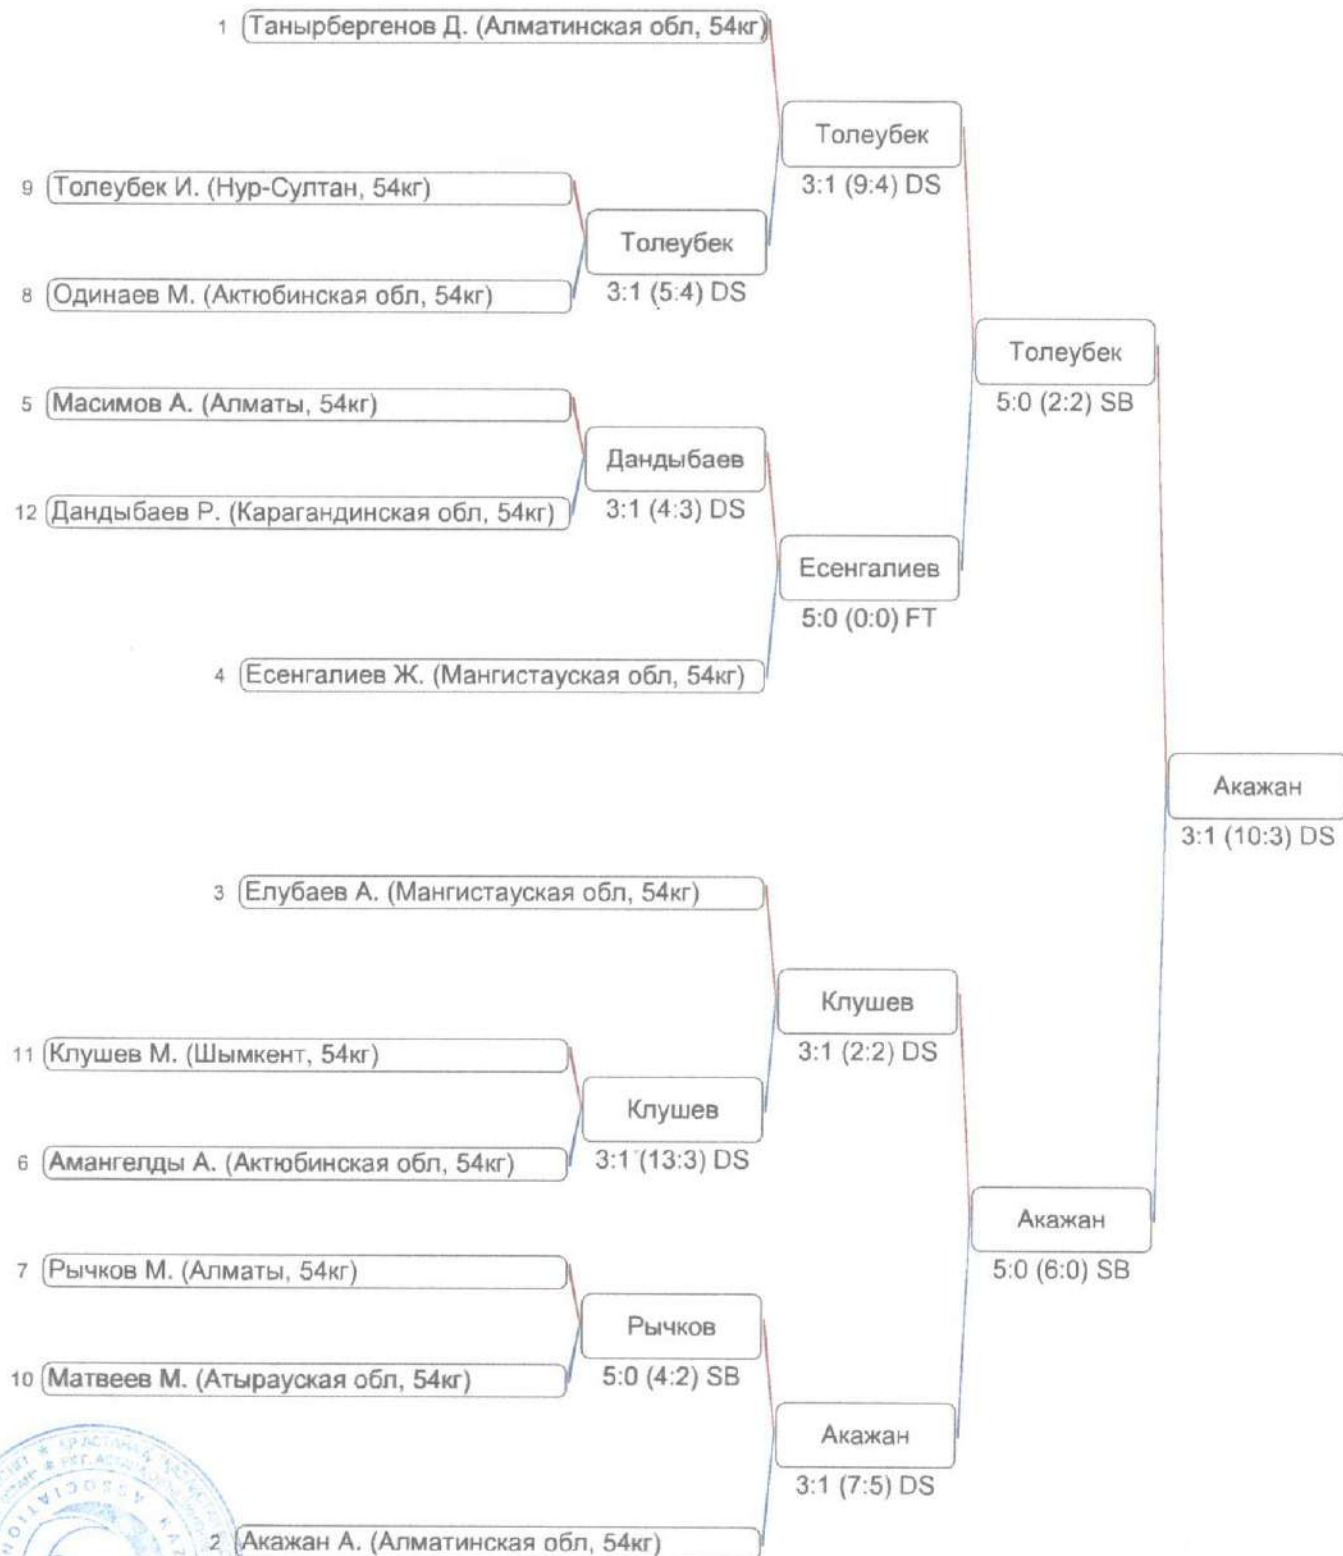 1 Танырбергенов Д. (Алматинская обл, 54кг)
Толеубек
3:1 (9:4) DS
9 Толеубек И. (Нур-Султан, 54кг)
Толеубек
3:1 (5:4) DS
8 Одинаев М. (Актюбинская обл, 54кг)
Толеубек
5:0 (2:2) SB
5 Масимов А. (Алматы, 54кг)
Дандыбаев
3:1 (4:3) DS
12 Дандыбаев Р. (Карагандинская обл, 54кг)
Есенгалиев
5:0 (0:0) FT
4 Есенгалиев Ж. (Мангистауская обл, 54кг)
Акажан
3:1 (10:3) DS
3 Елубаев А. (Мангистауская обл, 54кг)
Клушев
3:1 (2:2) DS
11 Клушев М. (Шымкент, 54кг)
Клушев
3:1 (13:3) DS
6 Амангелды А. (Актюбинская обл, 54кг)
Акажан
5:0 (6:0) SB
7 Рычков М. (Алматы, 54кг)
Рычков
5:0 (4:2) SB
10 Матвеев М. (Атырауская обл, 54кг)
Акажан
3:1 (7:5) DS
2 Акажан А. (Алматинская обл, 54кг)
ASSOCIATION